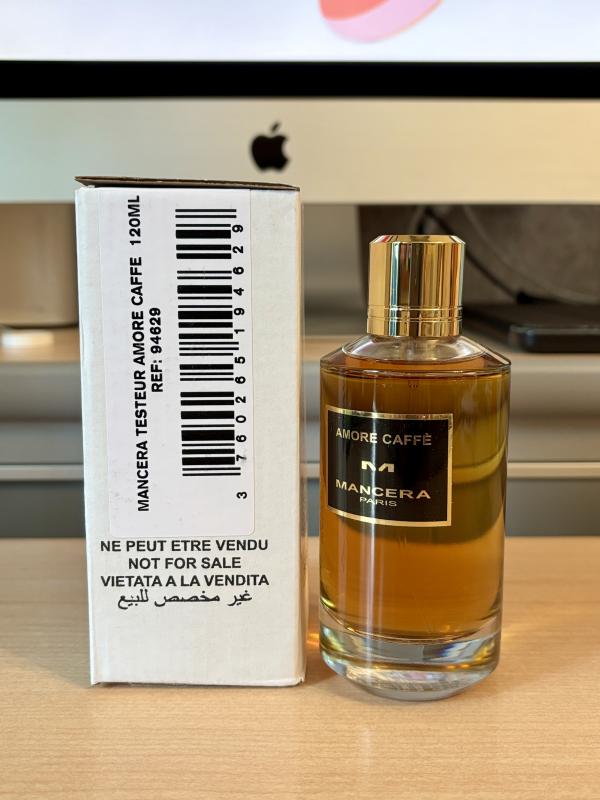 MANCERA TESTEUR AMORE CAFFE 120ML
REF: 94629
3 760265 194629
NE PEUT ETRE VENDU
NOT FOR SALE
VIETATA A LA VENDITA
غير مخصص للبيع
AMORE CAFFÈ
M
MANCERA
PARIS